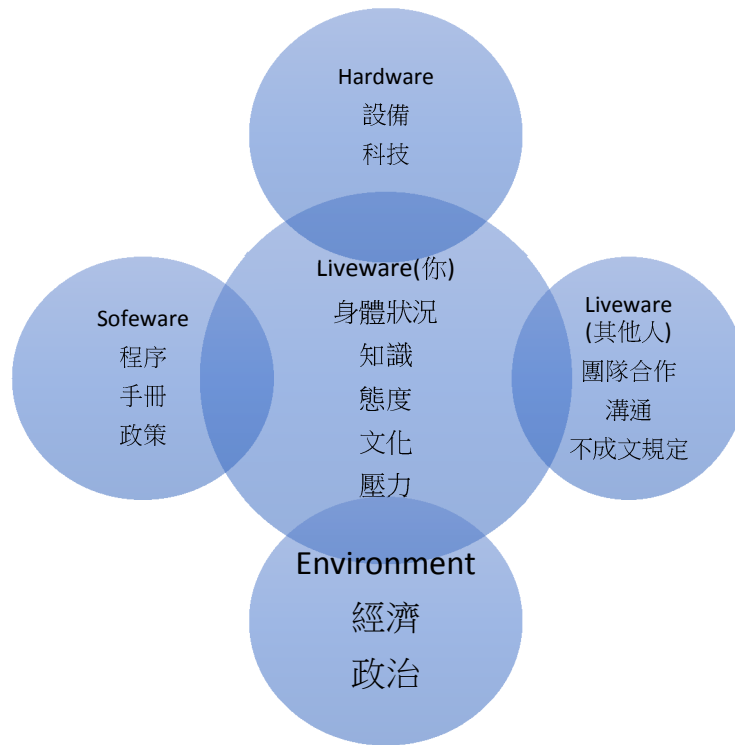 Hardware
設備
科技
Sofeware
程序
手冊
政策
Liveware(你)
身體狀況
知識
態度
文化
壓力
Liveware
(其他人)
團隊合作
溝通
不成文規定
Environment
經濟
政治